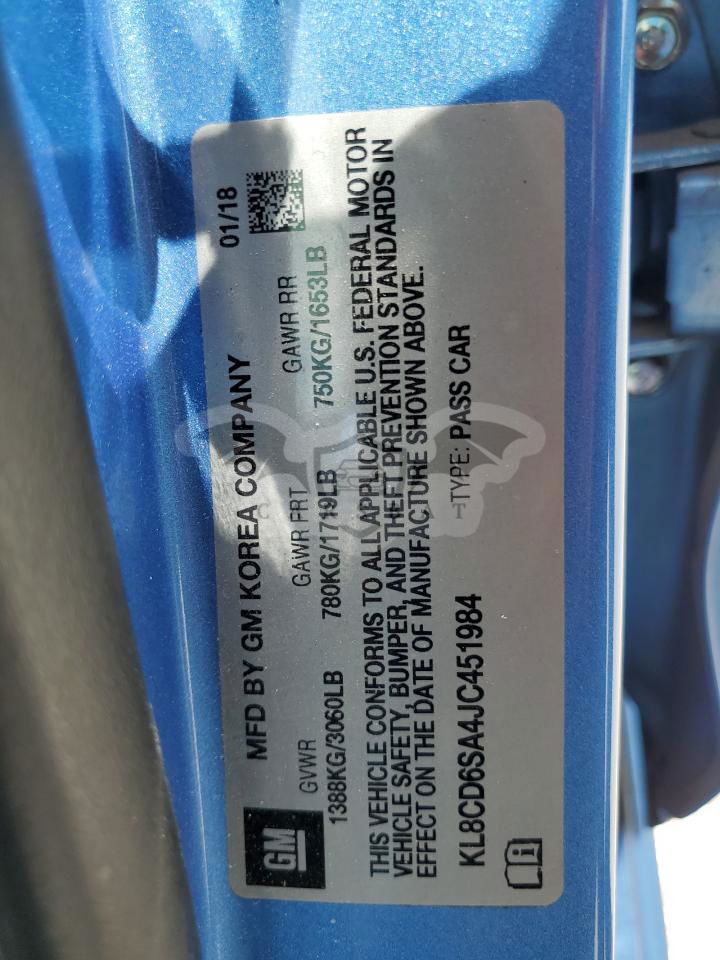 MFD BY GM KOREA COMPANY 01/18
GVWR GAWR FRT GAWR RR
1388KG/3060LB 780KG/1719LB 750KG/1653LB
THIS VEHICLE CONFORMS TO ALL APPLICABLE U.S. FEDERAL MOTOR
VEHICLE SAFETY, BUMPER, AND THEFT PREVENTION STANDARDS IN
EFFECT ON THE DATE OF MANUFACTURE SHOWN ABOVE.
KL8CD6SA4JC451984 TYPE: PASS CAR
GM